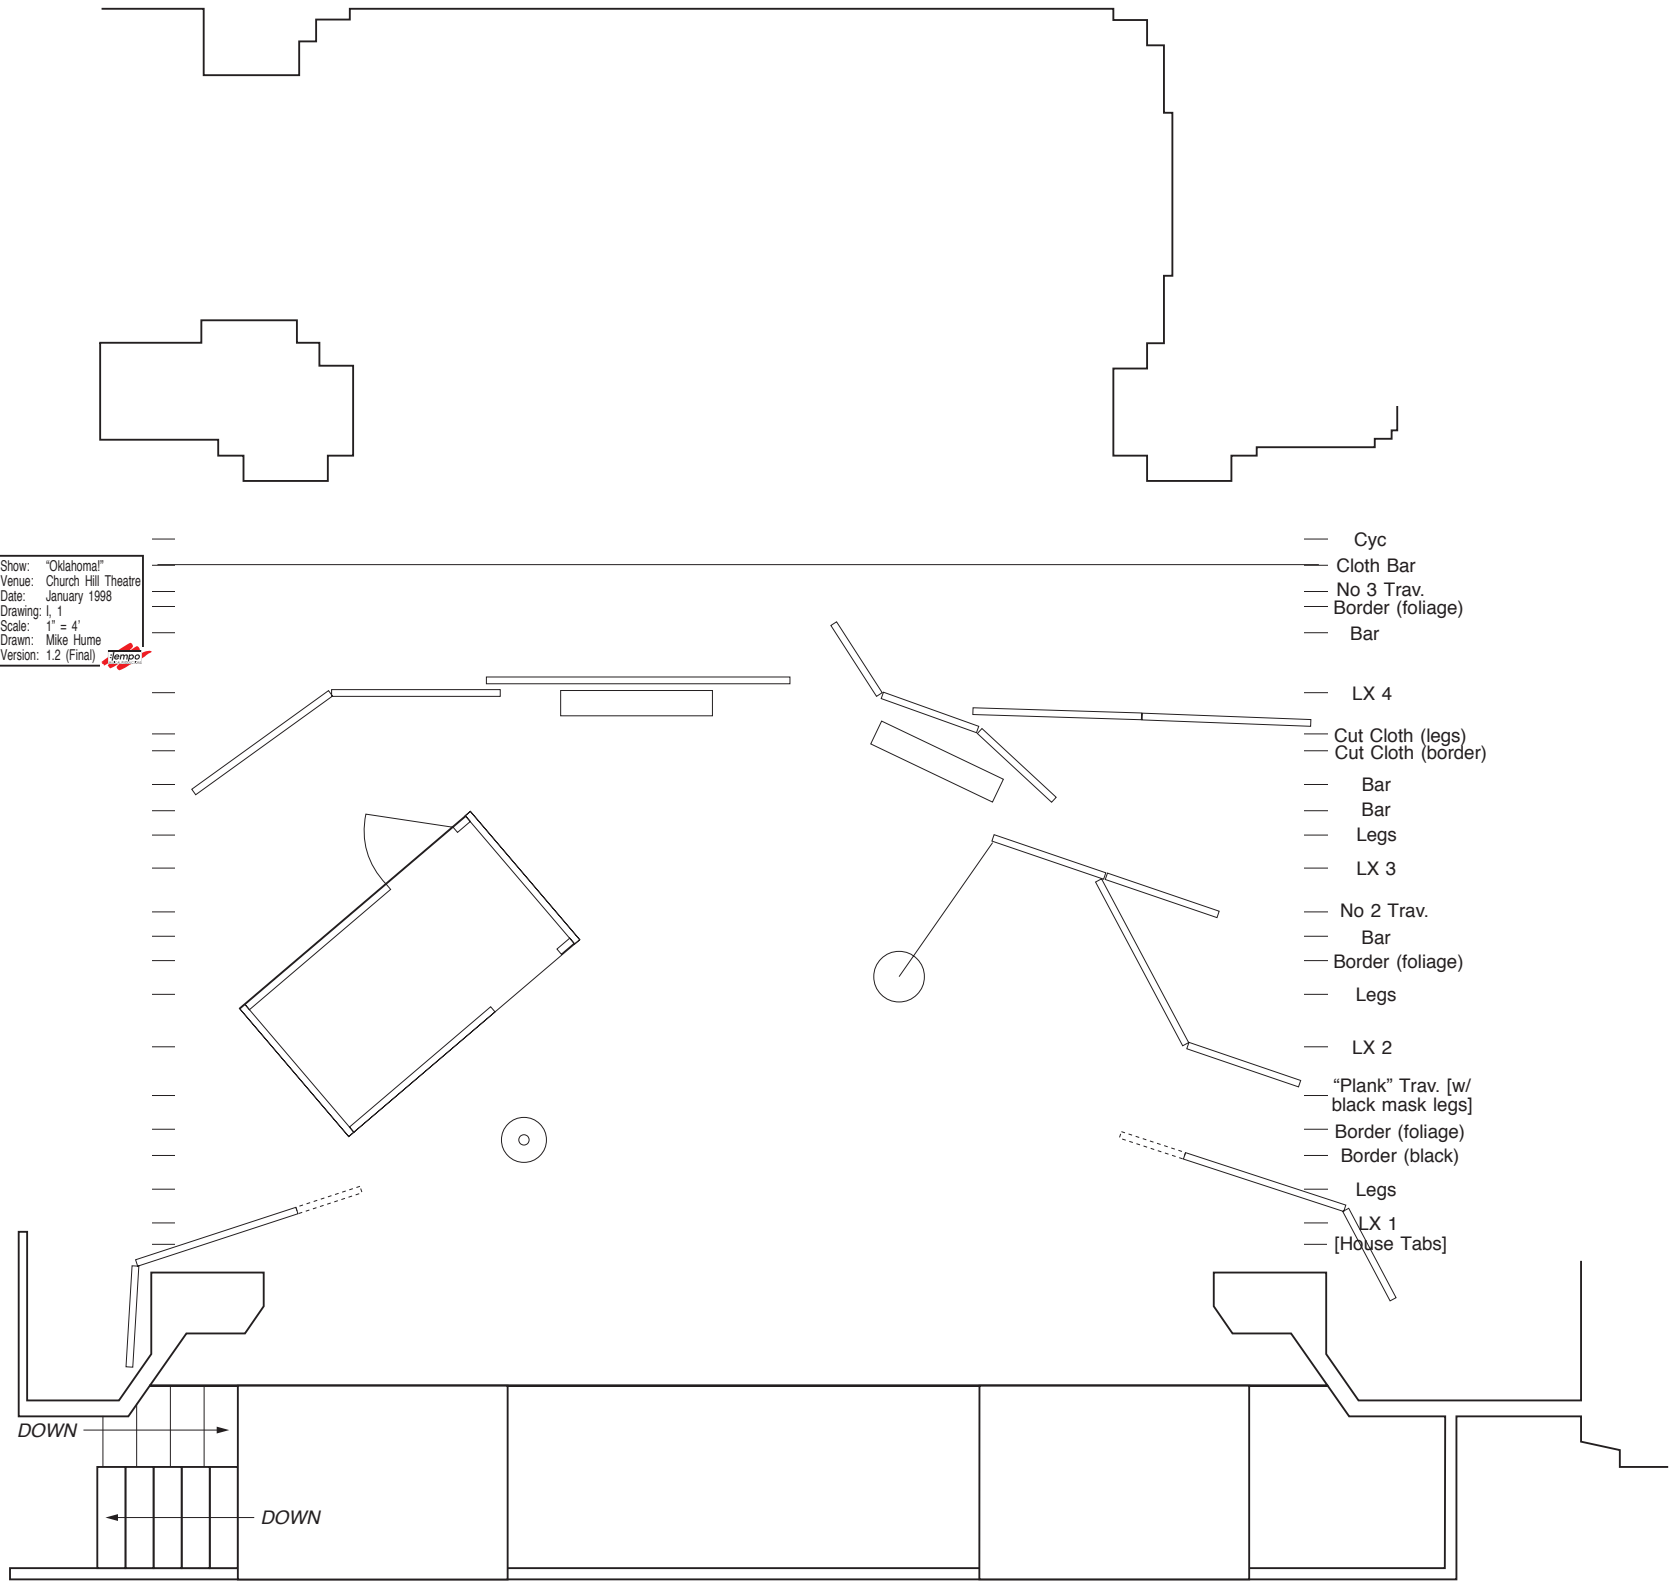 Cyc
Cloth Bar
No 3 Trav.
Border (foliage)
Bar
Show: "Oklahoma!"
Venue: Church Hill Theatre
Date: January 1998
Drawing: I, 1
Scale: 1" = 4'
Drawn: Mike Hume
Version: 1.2 (Final)
Tempo
LX 4
Cut Cloth (legs)
Cut Cloth (border)
Bar
Bar
Legs
LX 3
No 2 Trav.
Bar
Border (foliage)
Legs
LX 2
“Plank” Trav. [w/
black mask legs]
Border (foliage)
Border (black)
Legs
LX 1
[House Tabs]
DOWN
DOWN